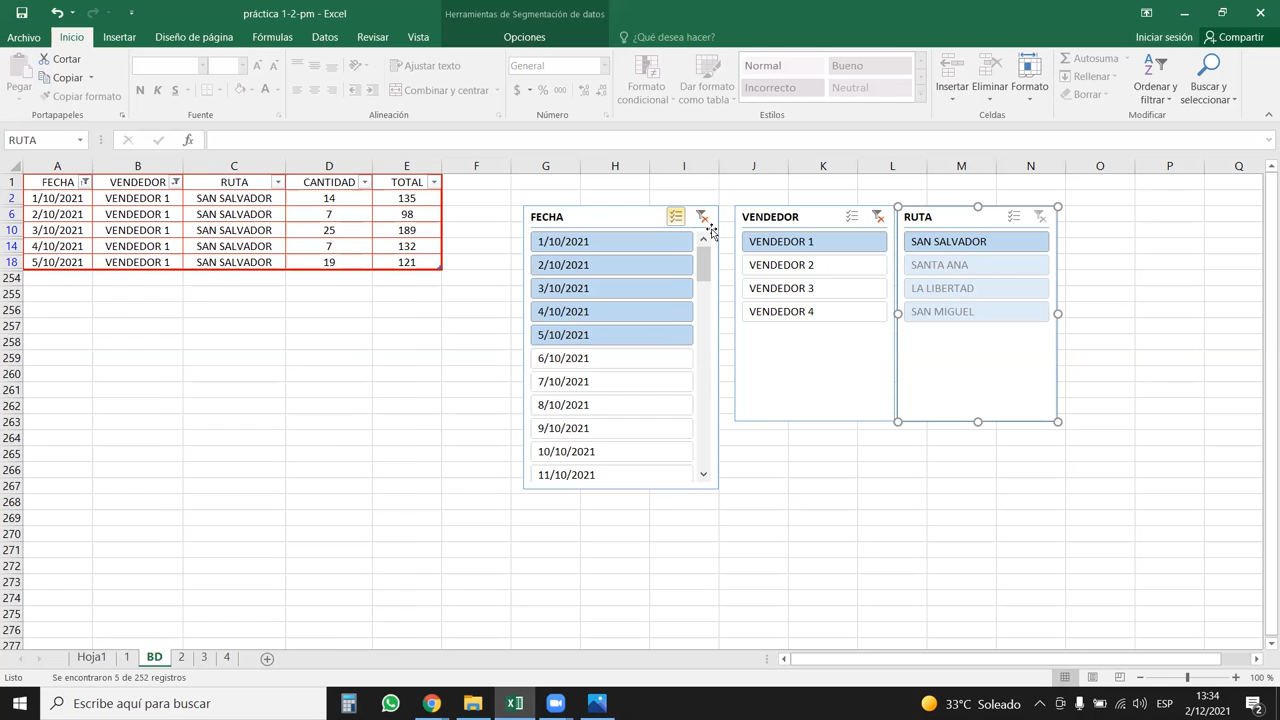 práctica 1-2-pm - Excel
Herramientas de Segmentación de datos
Archivo Inicio Insertar Diseño de página Fórmulas Datos Revisar Vista Opciones ¿Qué desea hacer? Iniciar sesión Compartir
Pegar
Cortar
Copiar
Copiar formato
N K S
Ajustar texto
Combinar y centrar
General
$ % 000
Formato condicional
Dar formato como tabla
Normal Bueno
Incorrecto Neutral
Insertar Eliminar Formato
Autosuma
Rellenar
Borrar
Ordenar y filtrar
Buscar y seleccionar
Portapapeles Fuente Alineación Número Estilos Celdas Modificar
RUTA fx
A B C D E F G H I J K L M N O P Q
1 FECHA VENDEDOR RUTA CANTIDAD TOTAL
2 1/10/2021 VENDEDOR 1 SAN SALVADOR 14 135
6 2/10/2021 VENDEDOR 1 SAN SALVADOR 7 98
10 3/10/2021 VENDEDOR 1 SAN SALVADOR 25 189
14 4/10/2021 VENDEDOR 1 SAN SALVADOR 7 132
18 5/10/2021 VENDEDOR 1 SAN SALVADOR 19 121
254
255
256
257
258
259
260
261
262
263
264
265
266
267
268
269
270
271
272
273
274
275
276
277
FECHA
1/10/2021
2/10/2021
3/10/2021
4/10/2021
5/10/2021
6/10/2021
7/10/2021
8/10/2021
9/10/2021
10/10/2021
11/10/2021
VENDEDOR
VENDEDOR 1
VENDEDOR 2
VENDEDOR 3
VENDEDOR 4
RUTA
SAN SALVADOR
SANTA ANA
LA LIBERTAD
SAN MIGUEL
Hoja1 1 BD 2 3 4
Listo Se encontraron 5 de 252 registros 100 %
Escribe aquí para buscar
33°C Soleado
ESP
13:34
2/12/2021